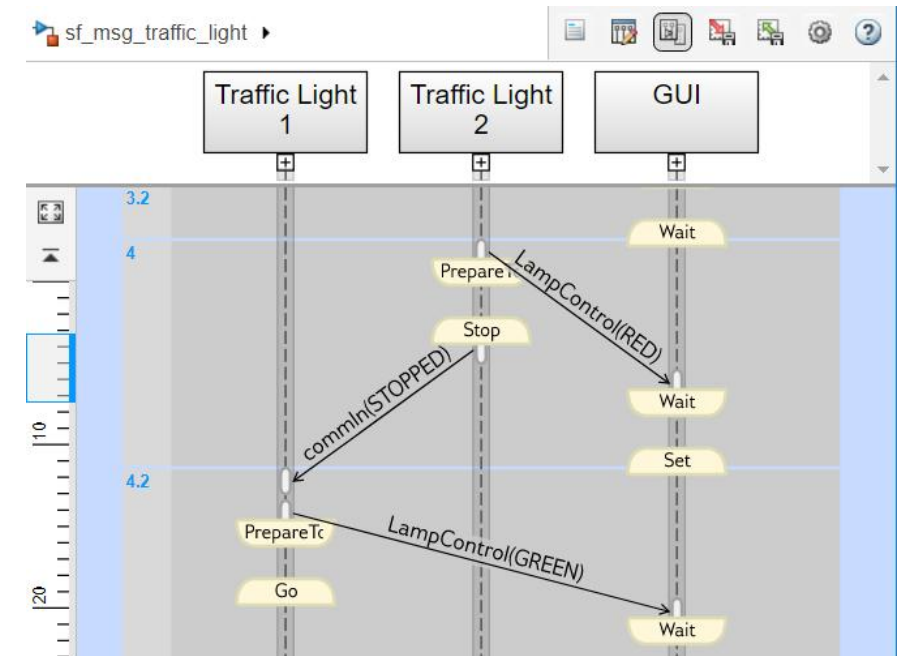 sf_msg_traffic_light
Traffic Light
1
Traffic Light
2
GUI
3.2
Wait
4
LampControl(RED)
Stop
commIn(STOPPED)
Wait
10
Set
4.2
LampControl(GREEN)
Go
20
Wait